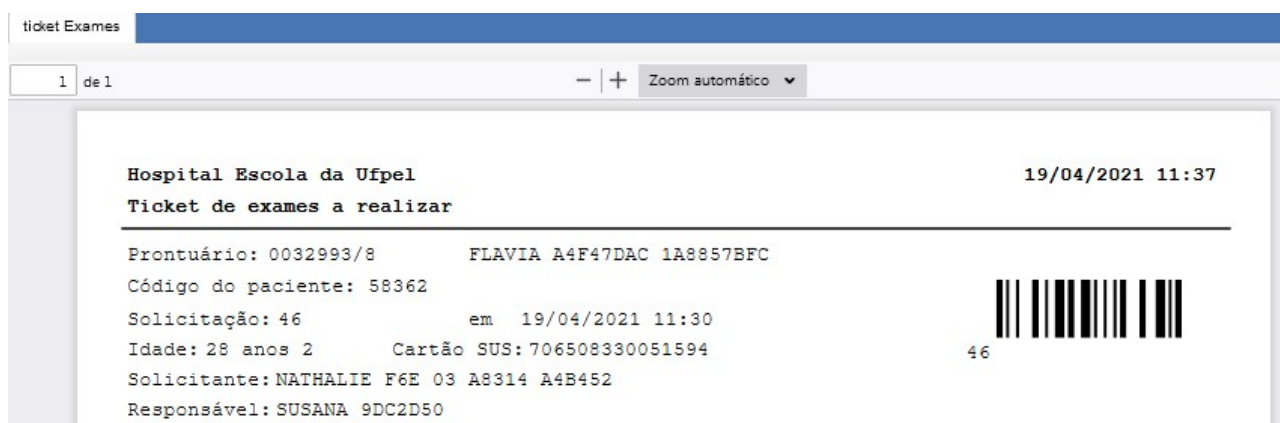 ticket Exames
1 de 1 Zoom automático
Hospital Escola da Ufpel 19/04/2021 11:37
Ticket de exames a realizar
Prontuário: 0032993/8 FLAVIA A4F47DAC 1A8857BFC
Código do paciente: 58362
Solicitação: 46 em 19/04/2021 11:30
Idade: 28 anos 2 Cartão SUS: 706508330051594
46
Solicitante: NATHALIE F6E 03 A8314 A4B452
Responsável: SUSANA 9DC2D50